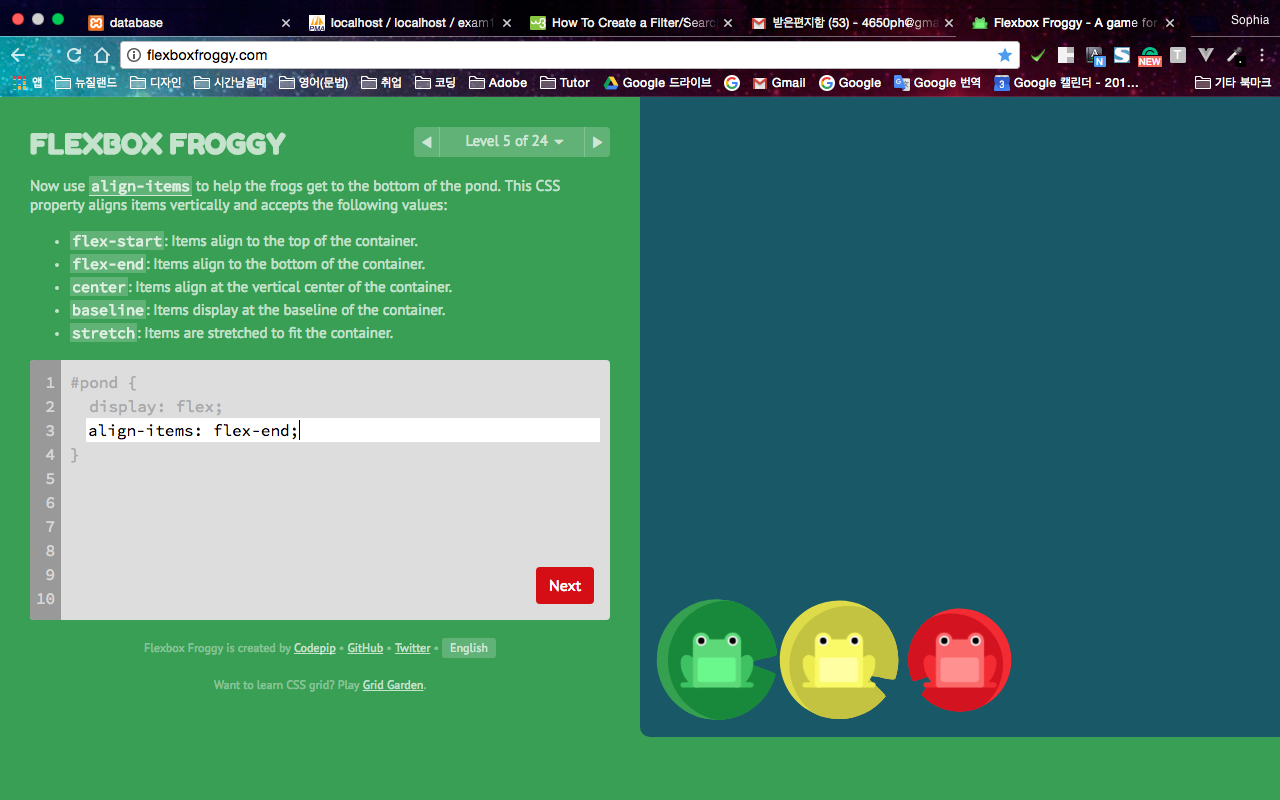 database
localhost / localhost / exam1
How To Create a Filter/Searc
받은편지함 (53) - 4650ph@gma
Flexbox Froggy - A game for
Sophia
flexboxfroggy.com
N
S
NEW
T
앱
뉴질랜드
디자인
시간남을때
영어(문법)
취업
코딩
Adobe
Tutor
Google 드라이브
Gmail
Google
Google 번역
3
Google 캘린더 - 201...
기타 북마크
FLEXBOX FROGGY
Level 5 of 24
Now use align-items to help the frogs get to the bottom of the pond. This CSS
property aligns items vertically and accepts the following values:
flex-start: Items align to the top of the container.
flex-end: Items align to the bottom of the container.
center: Items align at the vertical center of the container.
baseline: Items display at the baseline of the container.
stretch: Items are stretched to fit the container.
1 #pond {
2 display: flex;
3 align-items: flex-end;
4 }
5
6
7
8
9
10
Next
Flexbox Froggy is created by Codepip • GitHub • Twitter • English
Want to learn CSS grid? Play Grid Garden.